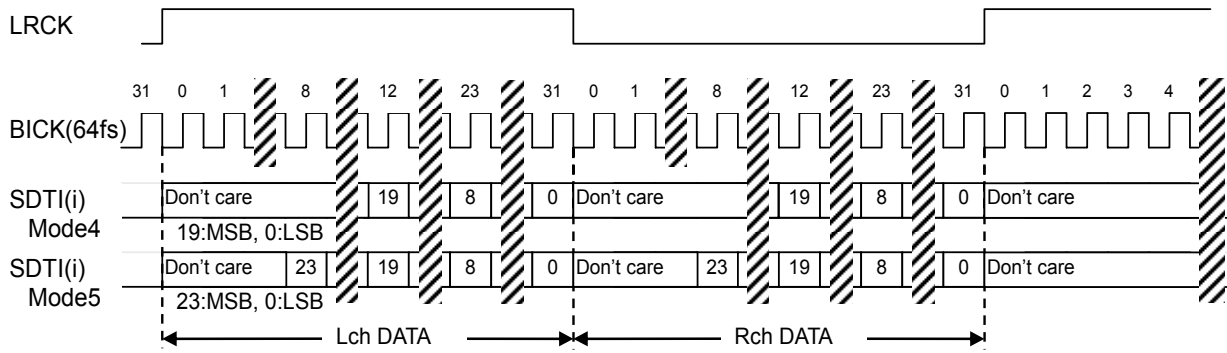 LRCK
31 0 1 8 12 23 31 0 1 8 12 23 31 0 1 2 3 4
BICK(64fs)
SDTI(i) Don't care 19 8 0 Don't care 19 8 0 Don't care
Mode4 19:MSB, 0:LSB
SDTI(i) Don't care 23 19 8 0 Don't care 23 19 8 0 Don't care
Mode5 23:MSB, 0:LSB
Lch DATA Rch DATA